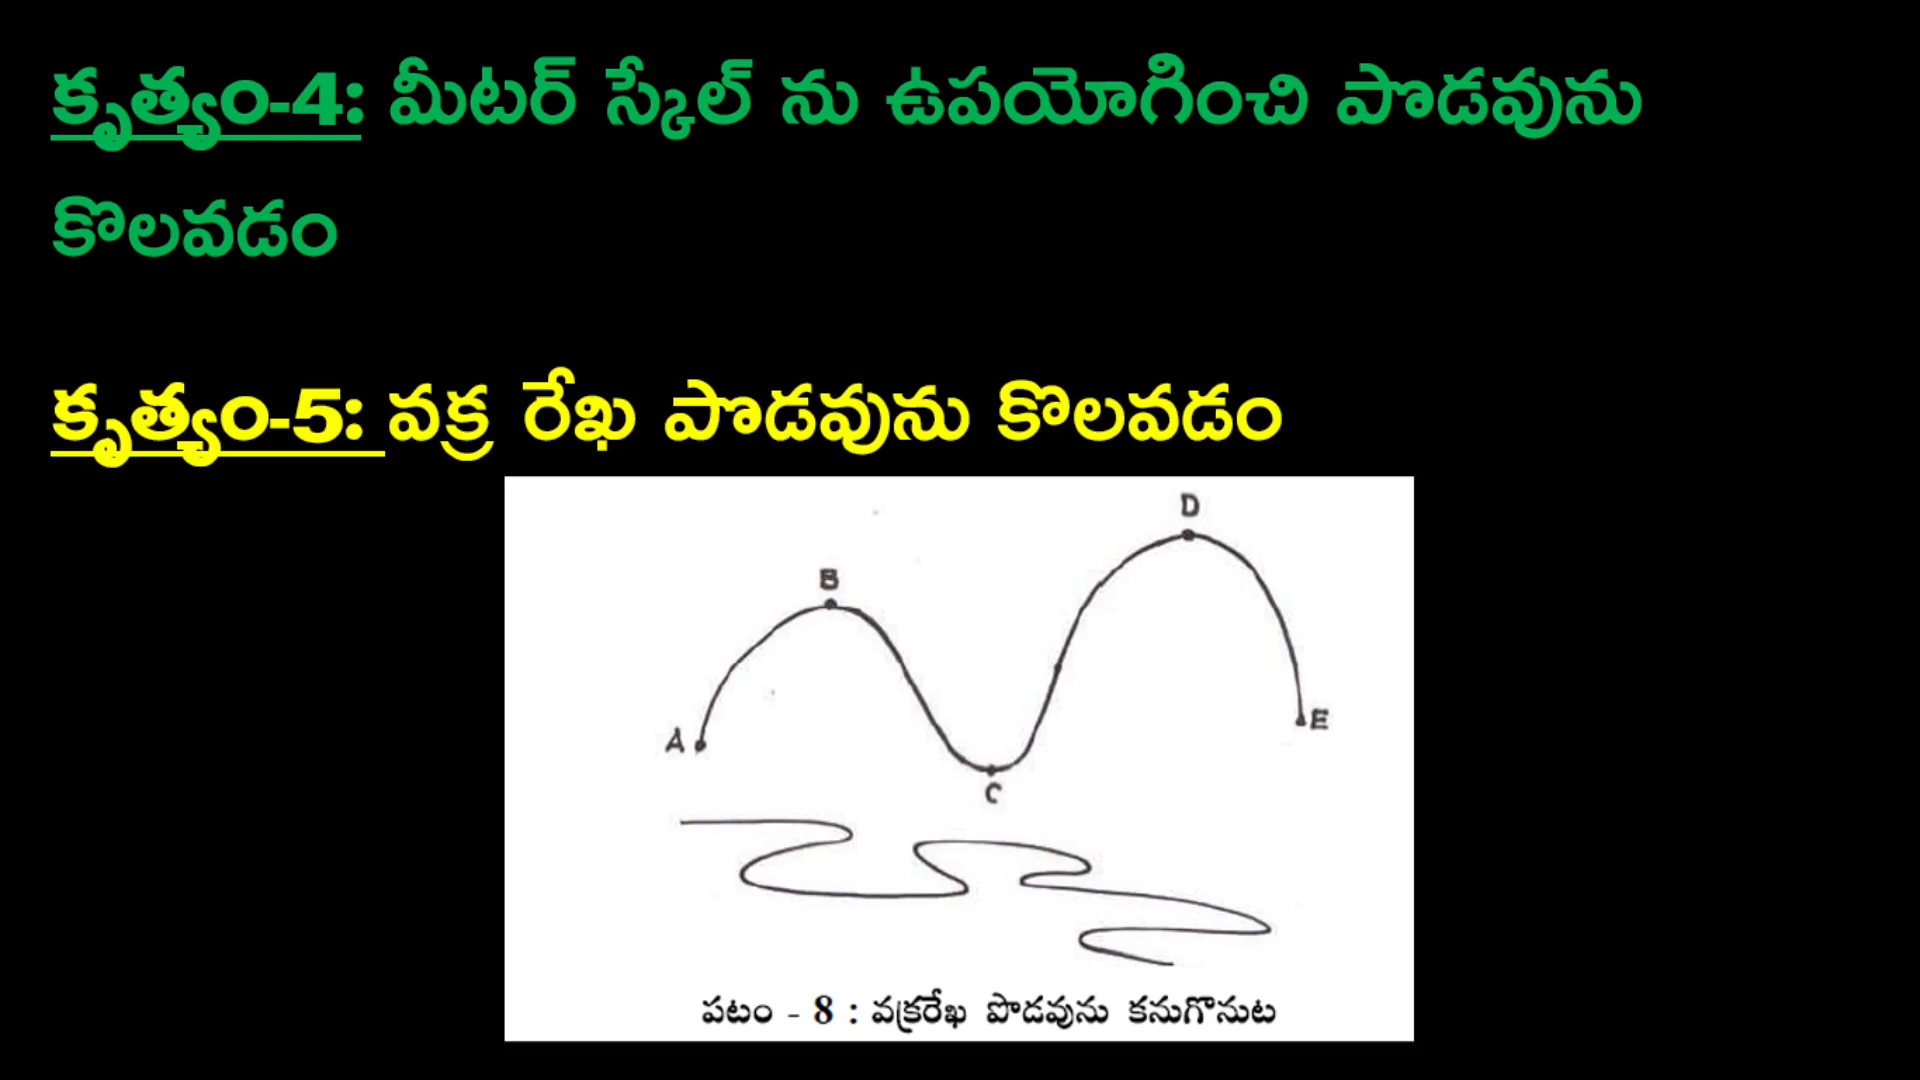 కృత్యం-4: మీటర్ స్కేల్ ను ఉపయోగించి పొడవును
కొలవడం
కృత్యం-5: వక్ర రేఖ పొడవును కొలవడం
D
B
A
E
C
పటం - 8 : వక్రరేఖ పొడవును కనుగొనుట